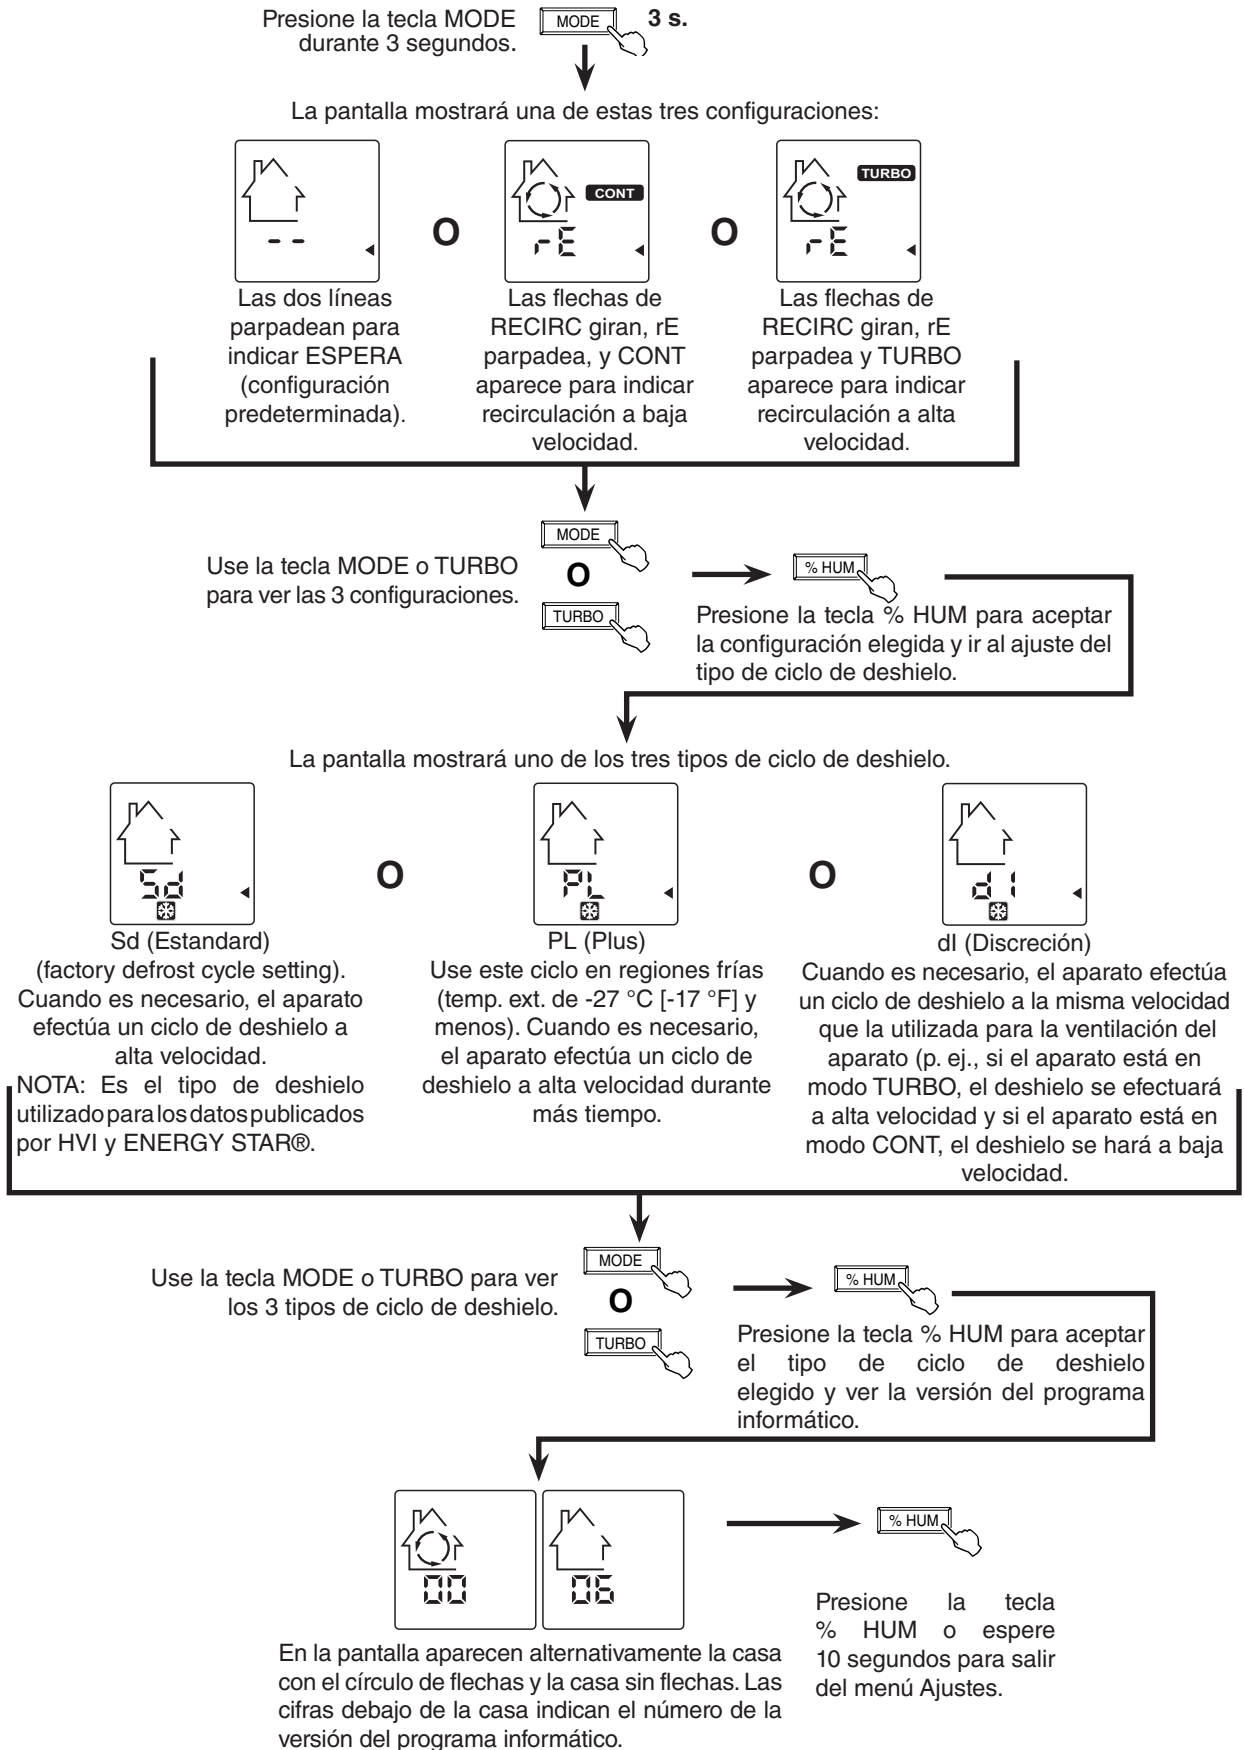 Presione la tecla MODE
durante 3 segundos.
MODE
3 s.
La pantalla mostrará una de estas tres configuraciones:
- -
O
CONT
rE
O
TURBO
rE
Las dos líneas
parpadean para
indicar ESPERA
(configuración
predeterminada).
Las flechas de
RECIRC giran, rE
parpadea, y CONT
aparece para indicar
recirculación a baja
velocidad.
Las flechas de
RECIRC giran, rE
parpadea y TURBO
aparece para indicar
recirculación a alta
velocidad.
Use la tecla MODE o TURBO
para ver las 3 configuraciones.
MODE
O
TURBO
% HUM
Presione la tecla % HUM para aceptar
la configuración elegida y ir al ajuste del
tipo de ciclo de deshielo.
La pantalla mostrará uno de los tres tipos de ciclo de deshielo.
Sd
O
PL
O
dI
Sd (Estandard)
(factory defrost cycle setting).
Cuando es necesario, el aparato
efectúa un ciclo de deshielo a
alta velocidad.
NOTA: Es el tipo de deshielo
utilizado para los datos publicados
por HVI y ENERGY STAR®.
PL (Plus)
Use este ciclo en regiones frías
(temp. ext. de -27 °C [-17 °F] y
menos). Cuando es necesario,
el aparato efectúa un ciclo de
deshielo a alta velocidad durante
más tiempo.
dI (Discreción)
Cuando es necesario, el aparato efectúa
un ciclo de deshielo a la misma velocidad
que la utilizada para la ventilación del
aparato (p. ej., si el aparato está en
modo TURBO, el deshielo se efectuará
a alta velocidad y si el aparato está en
modo CONT, el deshielo se hará a baja
velocidad.
Use la tecla MODE o TURBO para ver
los 3 tipos de ciclo de deshielo.
MODE
O
TURBO
% HUM
Presione la tecla % HUM para aceptar
el tipo de ciclo de deshielo
elegido y ver la versión del programa
informático.
00
06
% HUM
En la pantalla aparecen alternativamente la casa
con el círculo de flechas y la casa sin flechas. Las
cifras debajo de la casa indican el número de la
versión del programa informático.
Presione la tecla
% HUM o espere
10 segundos para salir
del menú Ajustes.